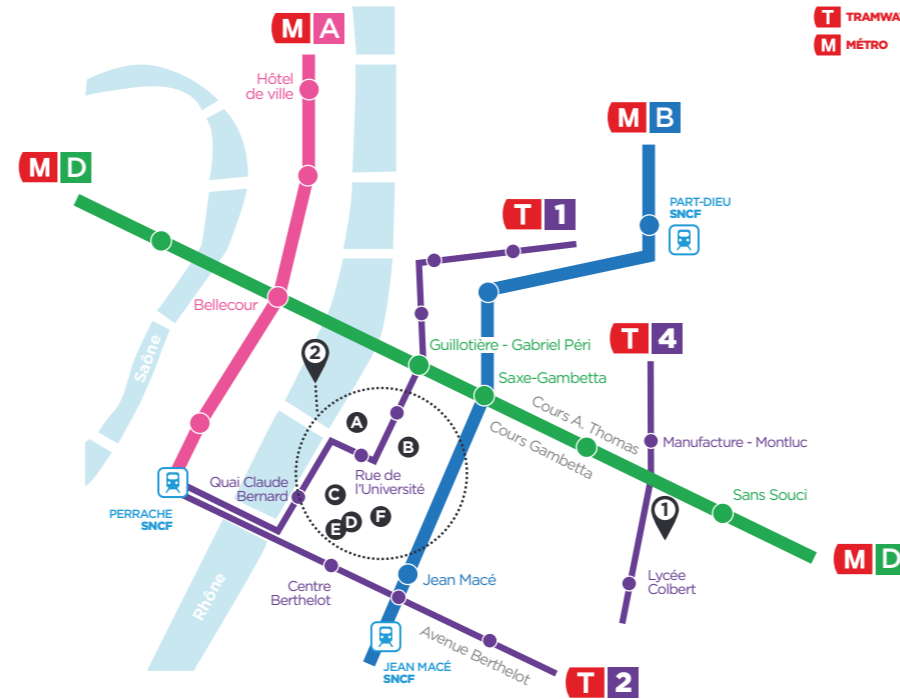 M A
T TRAMWAY
M MÉTRO
Hôtel
de ville
M B
M D
PART-DIEU
SNCF
T 1
Bellecour
Saône
Guillotière - Gabriel Péri
T 4
2
Saxe-Gambetta
Cours A. Thomas
Cours Gambetta
A
B
Manufacture - Montluc
Rue de
l'Université
Quai Claude
Bernard
C
D
E
F
Sans Souci
1
PERRACHE
SNCF
M D
Rhône
Centre
Berthelot
Jean Macé
Lycée
Colbert
Avenue Berthelot
JEAN MACÉ
SNCF
T 2